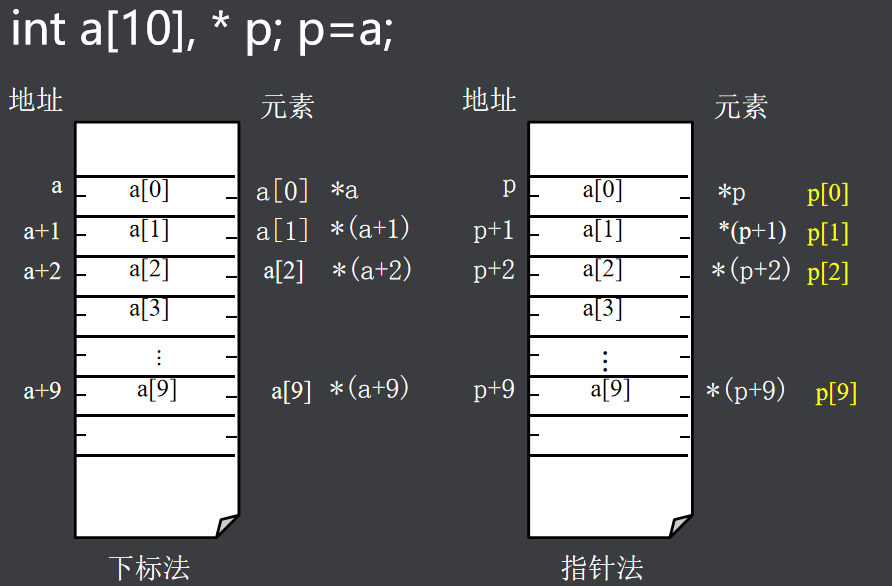 int a[10], * p; p=a;
地址 元素 地址 元素
a a[0] a[0] *a p a[0] *p p[0]
a+1 a[1] a[1] *(a+1) p+1 a[1] *(p+1) p[1]
a+2 a[2] a[2] *(a+2) p+2 a[2] *(p+2) p[2]
a[3] a[3]
⋮ ⋮
a+9 a[9] a[9] *(a+9) p+9 a[9] *(p+9) p[9]
下标法 指针法